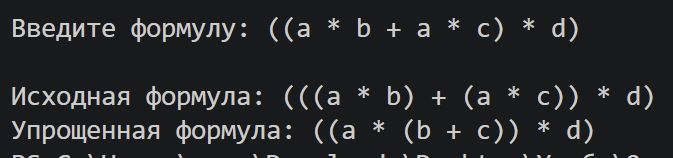 Введите формулу: ((a * b + a * c) * d)
Исходная формула: (((a * b) + (a * c)) * d)
Упрощенная формула: ((a * (b + c)) * d)